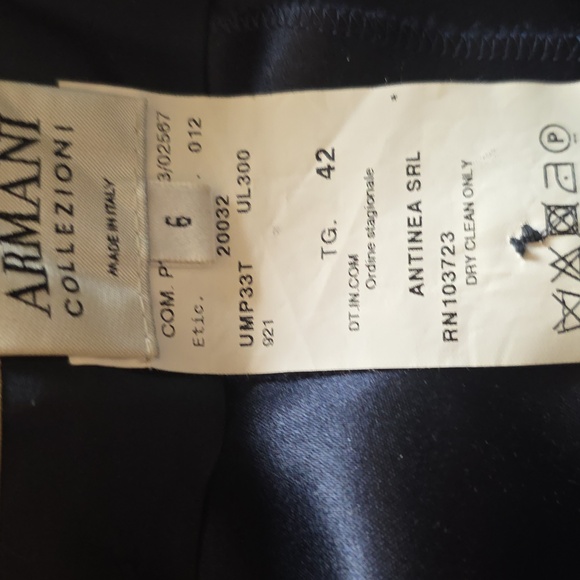 ARMANI
COLLEZIONI
MADE IN ITALY
6
COM. P 3/02567
Etic. . 012
20032
UMP33T UL300
921
TG. 42
DT.IN.COM
Ordine stagionale
*
ANTINEA SRL
RN103723
DRY CLEAN ONLY
P